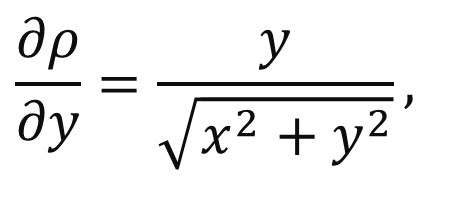 ∂ρ/∂y = y/√(x² + y²),